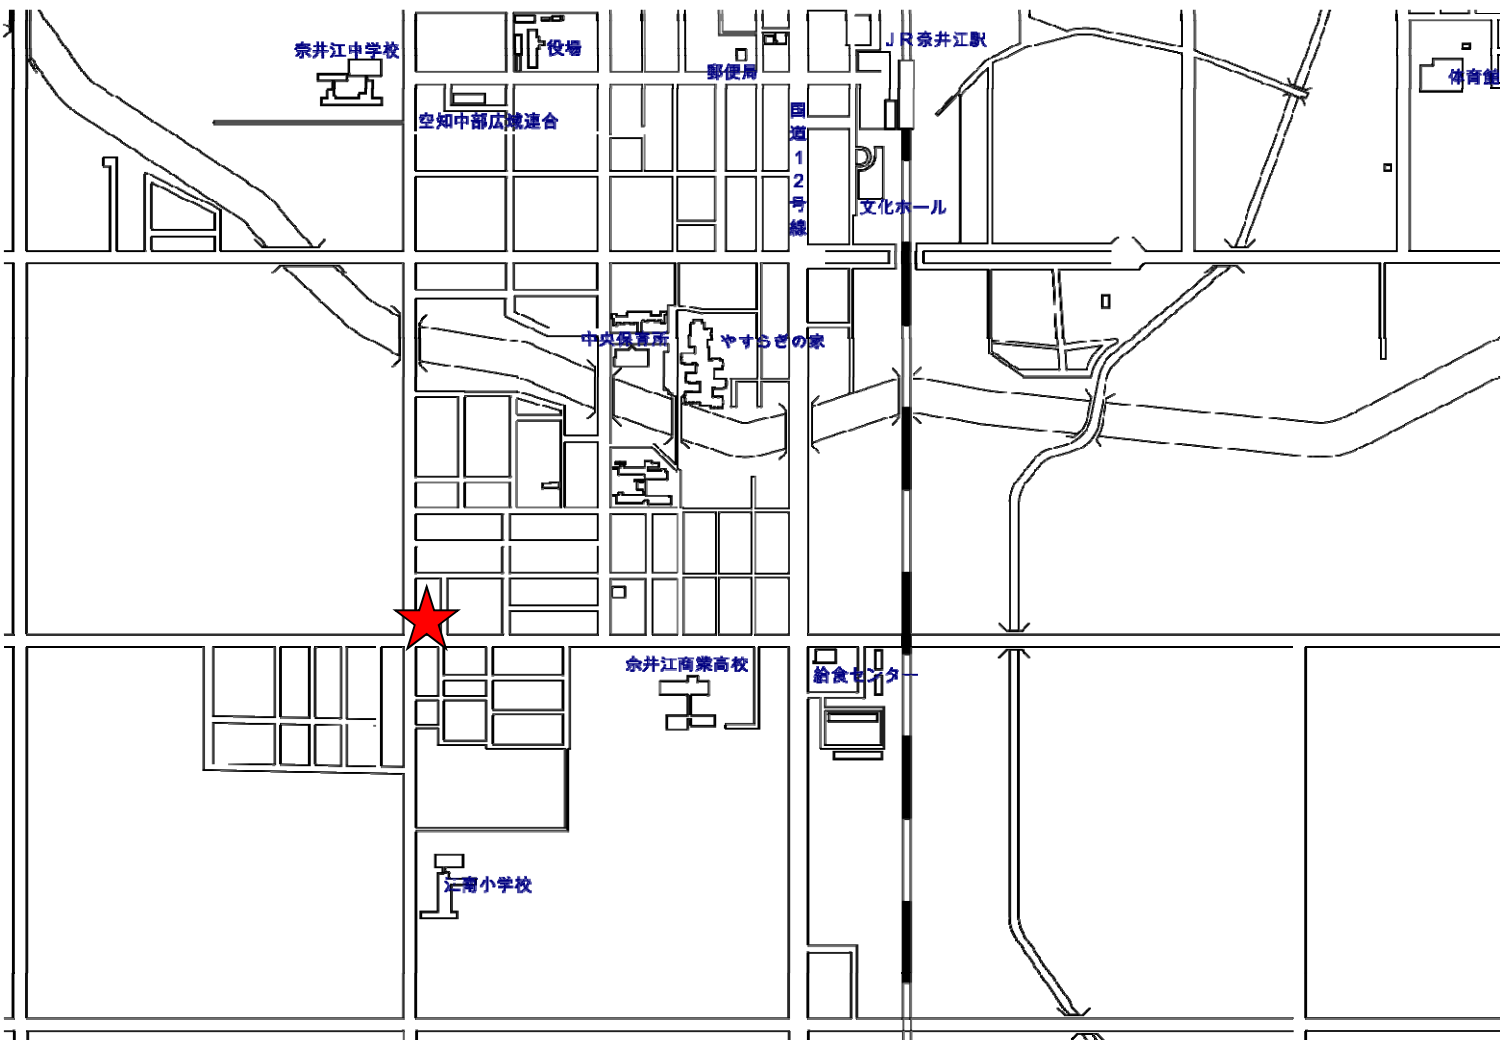 JR奈井江駅
役場
奈井江中学校
郵便局
体育館
空知中部広域連合
国道12号線
文化ホール
中央保育所
やすらぎの家
奈井江商業高校
給食センター
江南小学校